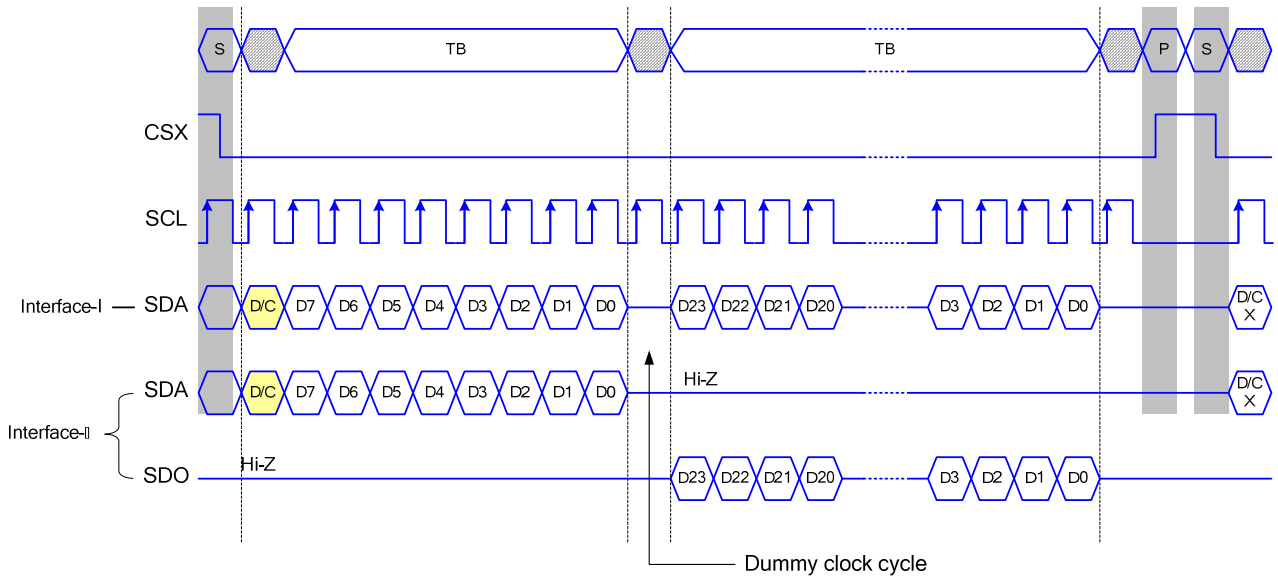 S TB TB P S
CSX
SCL
Interface-I SDA D/C D7 D6 D5 D4 D3 D2 D1 D0 D23 D22 D21 D20 D3 D2 D1 D0 D/C
X
SDA D/C D7 D6 D5 D4 D3 D2 D1 D0 Hi-Z D/C
X
Interface-▯
SDO Hi-Z D23 D22 D21 D20 D3 D2 D1 D0
Dummy clock cycle